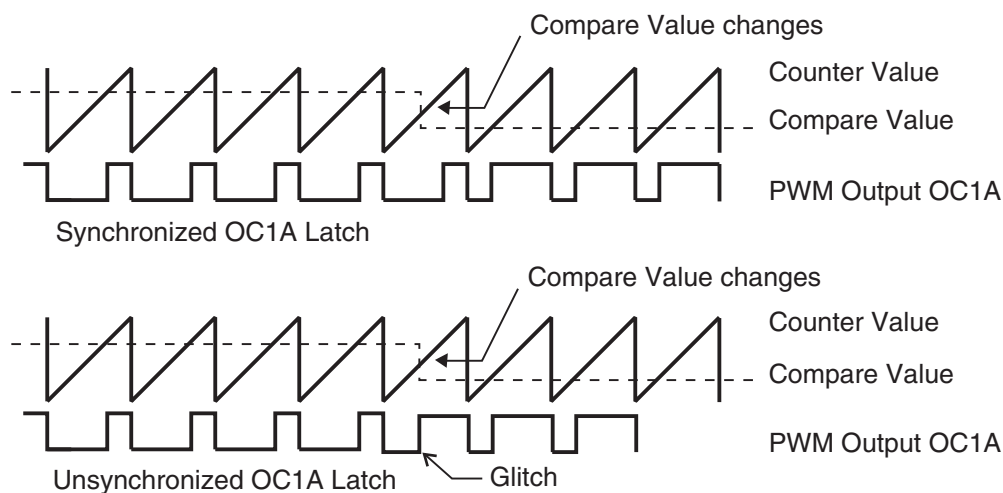 Compare Value changes
Counter Value
Compare Value
PWM Output OC1A
Synchronized OC1A Latch
Compare Value changes
Counter Value
Compare Value
PWM Output OC1A
Unsynchronized OC1A Latch
Glitch